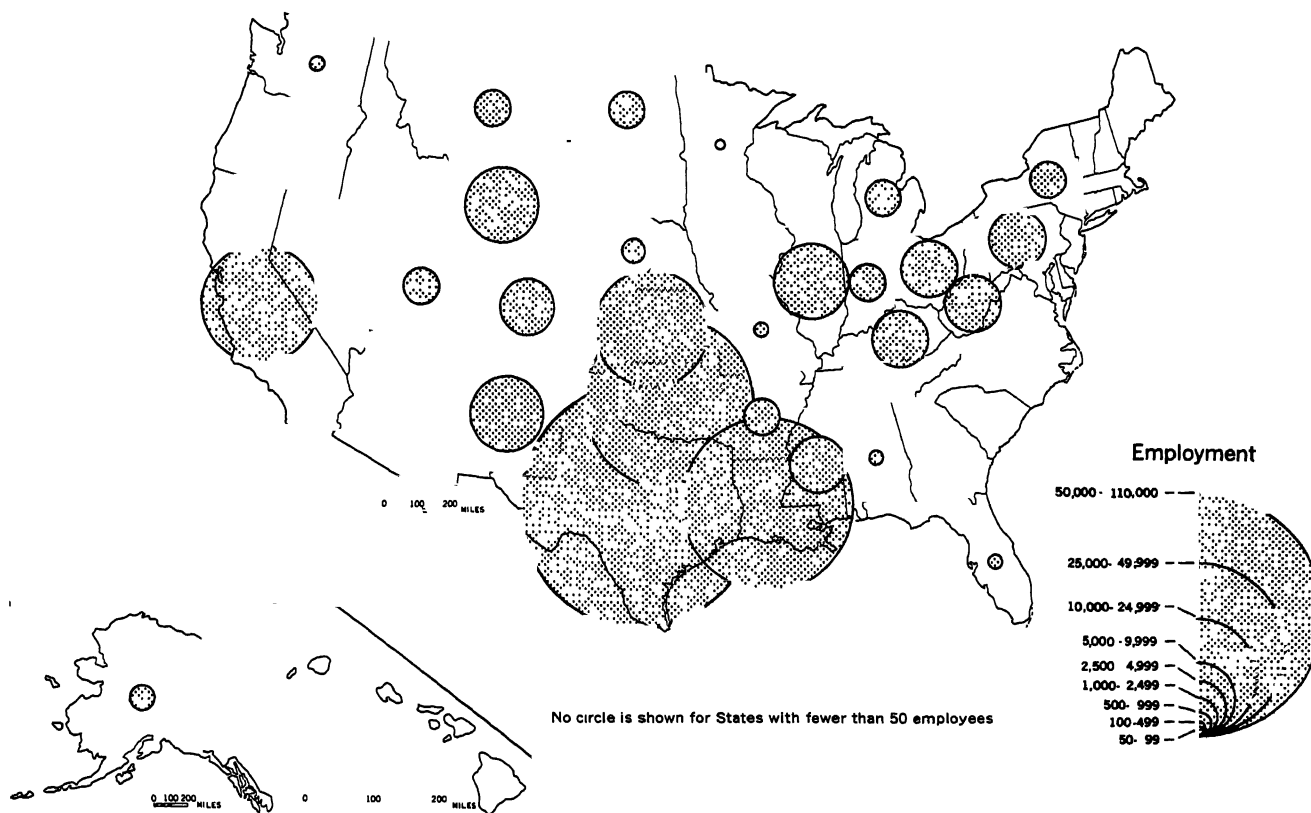 Employment
50,000- 110,000
25,000- 49,999
10,000- 24,999
5,000 - 9,999
2,500 4,999
1,000- 2,499
500- 999
100-499
50- 99
0 100 200 MILES
No circle is shown for States with fewer than 50 employees
0 100 200 MILES
0 100 200 MILES